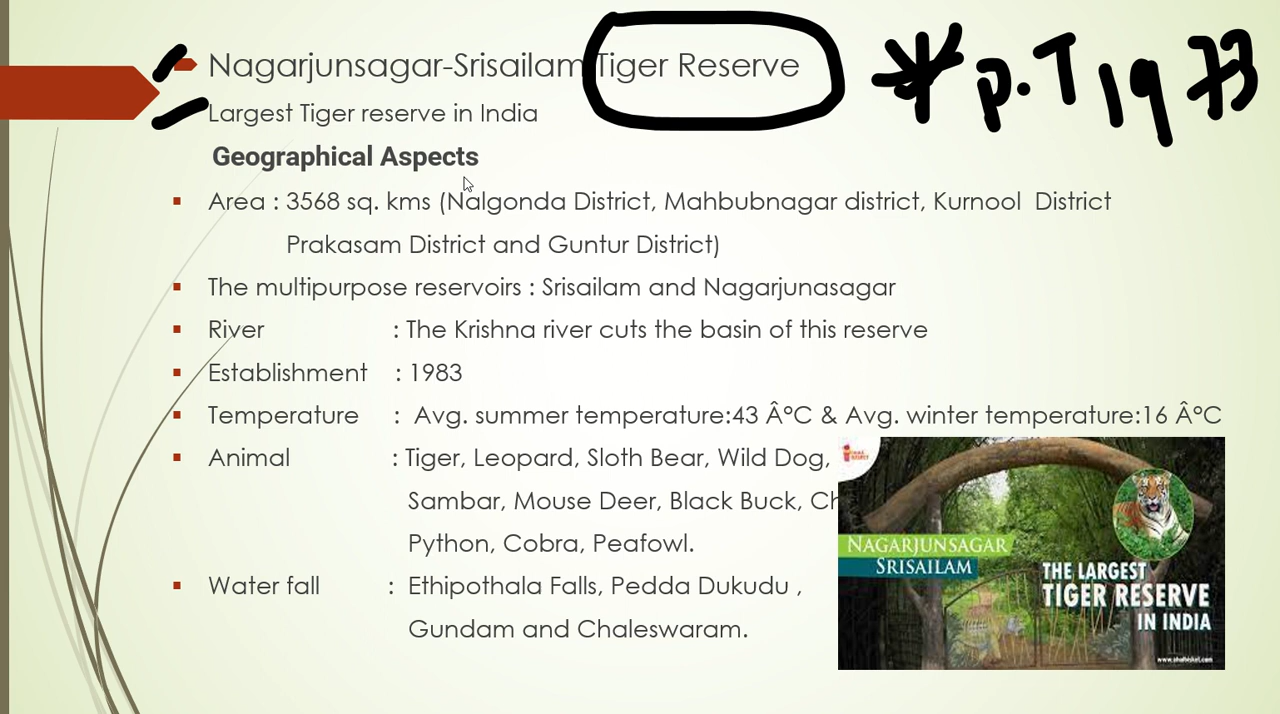 Nagarjunsagar-Srisailam Tiger Reserve
* P.T 1973
Largest Tiger reserve in India
Geographical Aspects
Area : 3568 sq. kms (Nalgonda District, Mahbubnagar district, Kurnool District
Prakasam District and Guntur District)
The multipurpose reservoirs : Srisailam and Nagarjunasagar
River : The Krishna river cuts the basin of this reserve
Establishment : 1983
Temperature : Avg. summer temperature:43 Â°C & Avg. winter temperature:16 Â°C
Animal : Tiger, Leopard, Sloth Bear, Wild Dog,
Sambar, Mouse Deer, Black Buck, Ch
Python, Cobra, Peafowl.
Water fall : Ethipothala Falls, Pedda Dukudu ,
Gundam and Chaleswaram.
NAGARJUNSAGAR
SRISAILAM
THE LARGEST
TIGER RESERVE
IN INDIA